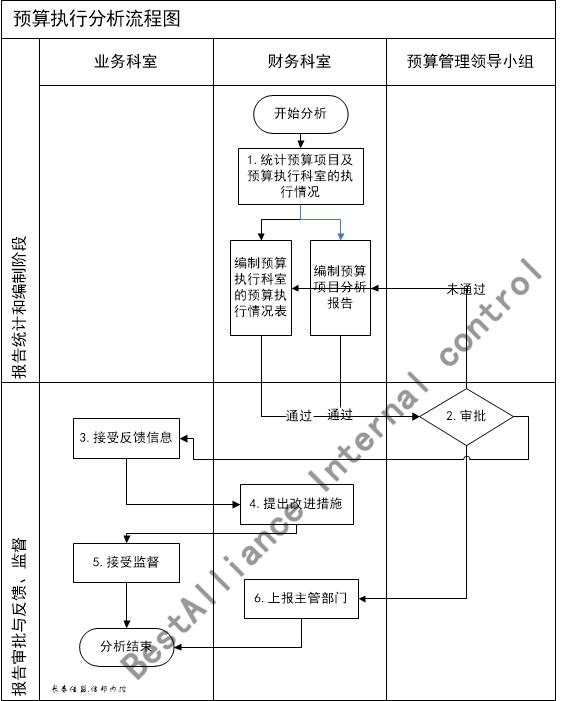 预算执行分析流程图
业务科室
财务科室
预算管理领导小组
报告统计和编制阶段
开始分析
1.统计预算项目及
预算执行科室的执
行情况
编制预算
执行科室
的预算执
行情况表
编制预算
项目分析
报告
未通过
通过
通过
2.审批
报告审批与反馈、监督
3.接受反馈信息
4.提出改进措施
5.接受监督
6.上报主管部门
分析结束
BestAlliance Internal control